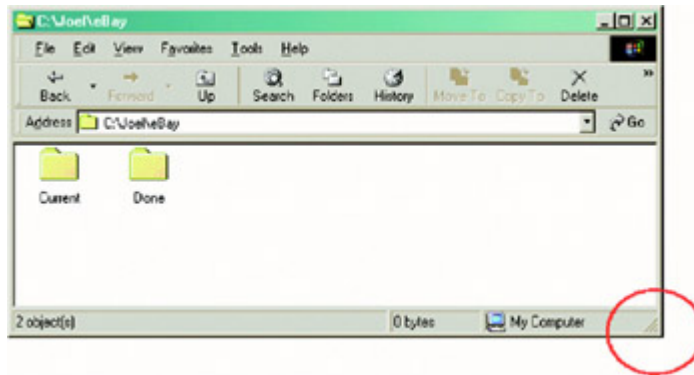 C:\Joel\eBay
File Edit View Favorites Tools Help
Back Forward Up Search Folders History Move To Copy To Delete »
Address C:\Joel\eBay Go
Current Done
2 object(s) 0 bytes My Computer